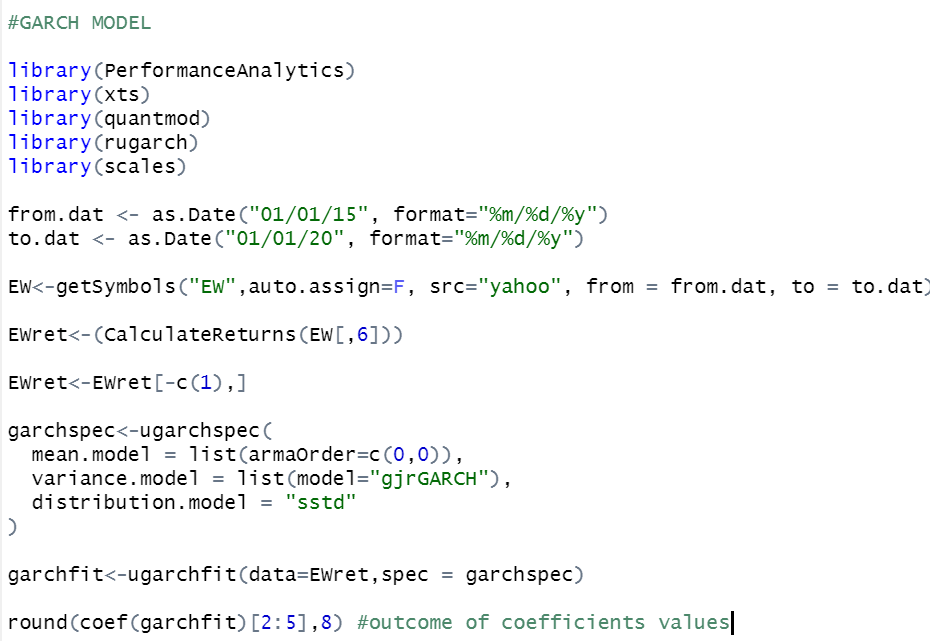 #GARCH MODEL
library(PerformanceAnalytics)
library(xts)
library(quantmod)
library(rugarch)
library(scales)
from.dat <- as.Date("01/01/15", format="%m/%d/%y")
to.dat <- as.Date("01/01/20", format="%m/%d/%y")
EW<-getSymbols("EW",auto.assign=F, src="yahoo", from = from.dat, to = to.dat)
EWret<-(CalculateReturns(EW[,6]))
EWret<-EWret[-c(1),]
garchspec<-ugarchspec(
  mean.model = list(armaOrder=c(0,0)),
  variance.model = list(model="gjrGARCH"),
  distribution.model = "sstd"
)
garchfit<-ugarchfit(data=EWret,spec = garchspec)
round(coef(garchfit)[2:5],8) #outcome of coefficients values